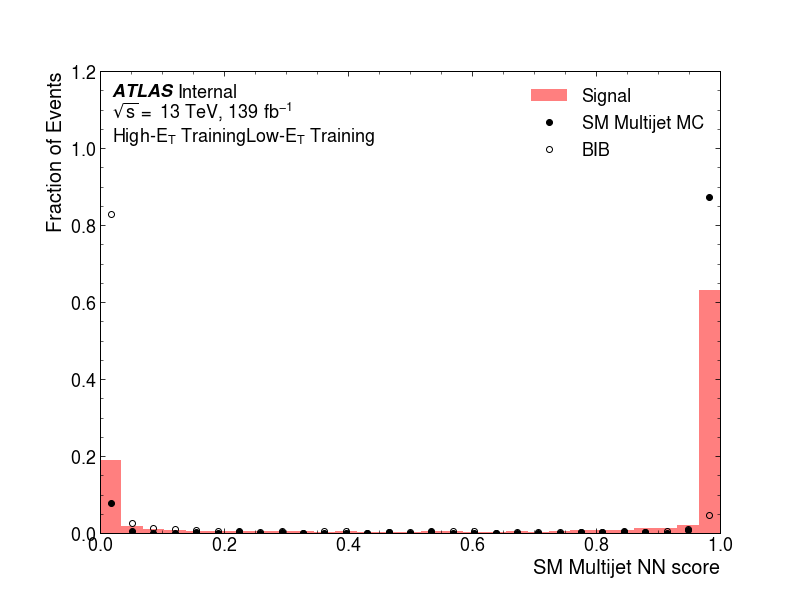 1.2
1.0
0.8
0.6
0.4
0.2
0.0
Fraction of Events
ATLAS Internal
√s = 13 TeV, 139 fb⁻¹
High-E_T TrainingLow-E_T Training
Signal
SM Multijet MC
BIB
0.0 0.2 0.4 0.6 0.8 1.0
SM Multijet NN score